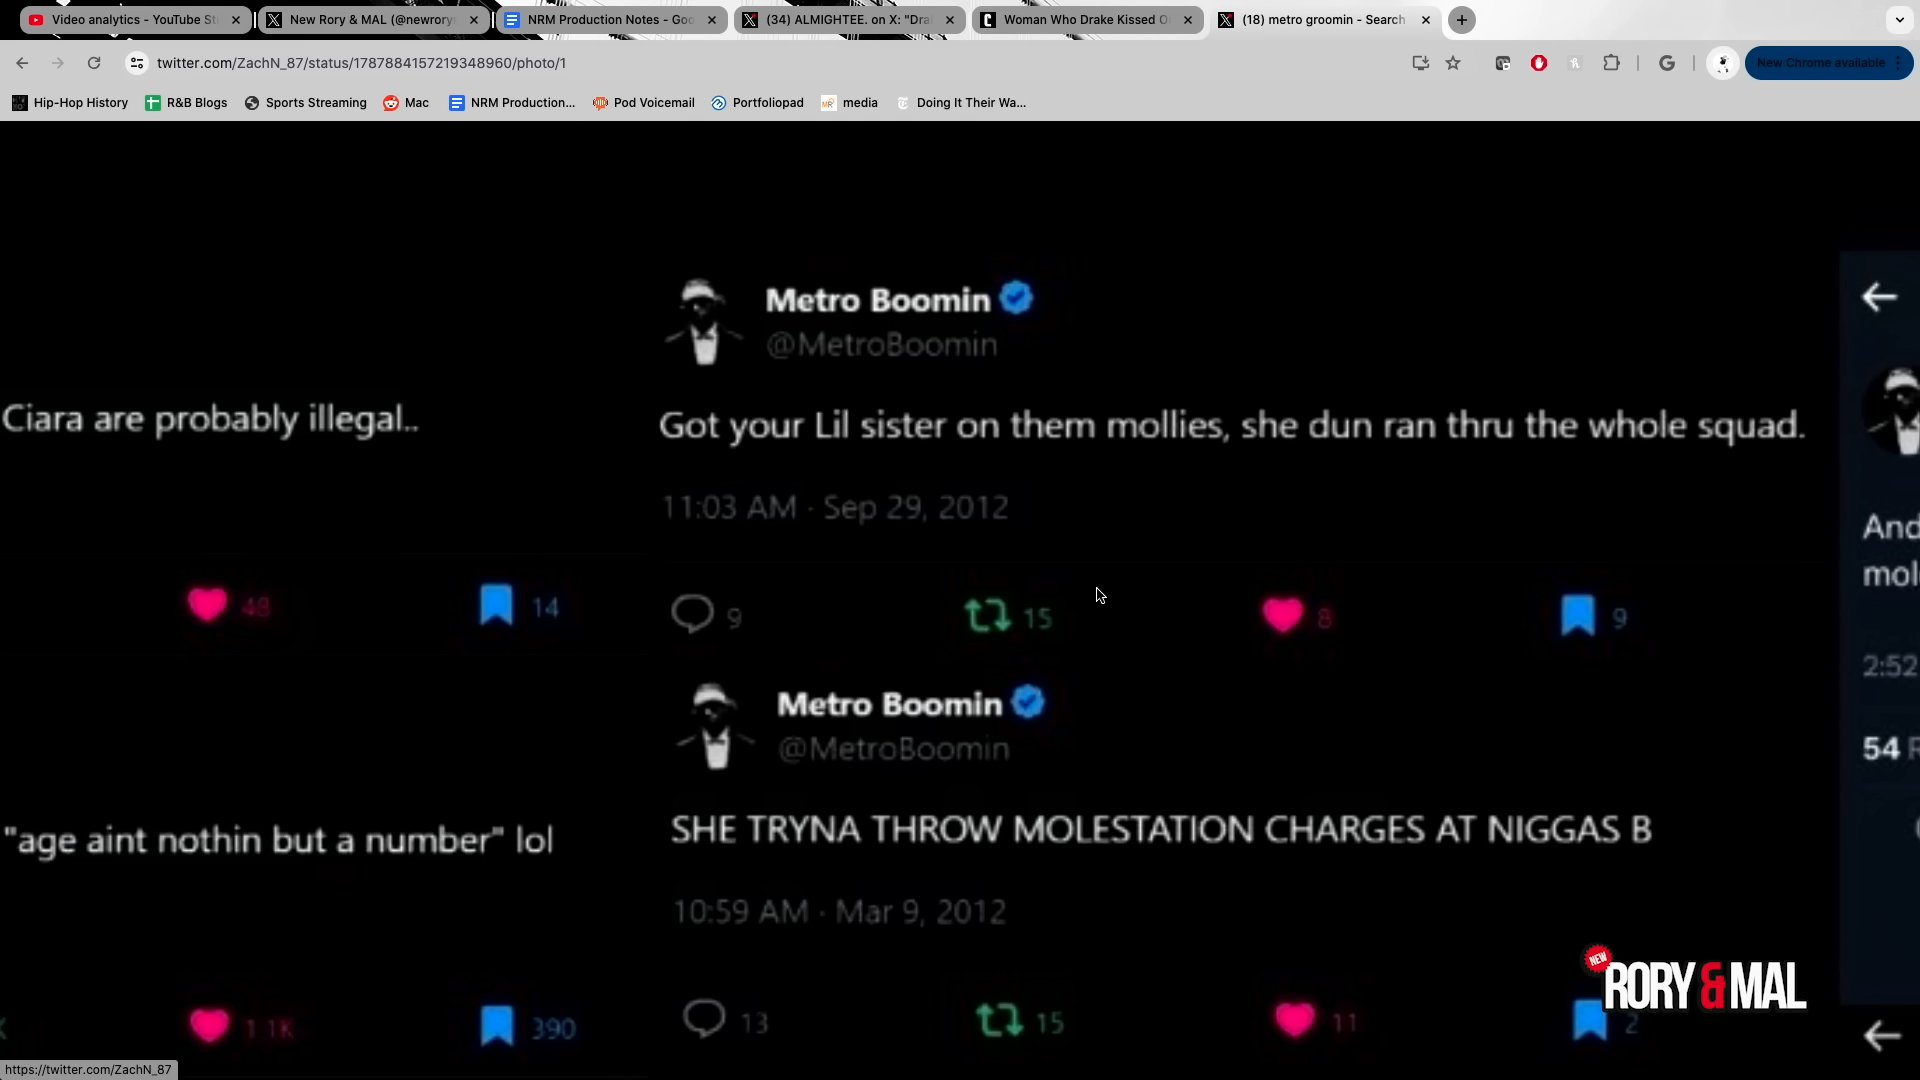 Video analytics - YouTube St
New Rory & MAL (@newrory
NRM Production Notes - Goo
(34) ALMIGHTEE. on X: "Dra
Woman Who Drake Kissed O
(18) metro groomin - Search
twitter.com/ZachN_87/status/1787884157219348960/photo/1
New Chrome available
Hip-Hop History
R&B Blogs
Sports Streaming
Mac
NRM Production...
Pod Voicemail
Portfoliopad
media
Doing It Their Wa...
Metro Boomin
@MetroBoomin
Ciara are probably illegal..
Got your Lil sister on them mollies, she dun ran thru the whole squad.
11:03 AM · Sep 29, 2012
And
mol
2:52
48
14
9
15
8
9
Metro Boomin
@MetroBoomin
54
"age aint nothin but a number" lol
SHE TRYNA THROW MOLESTATION CHARGES AT NIGGAS B
10:59 AM · Mar 9, 2012
NEW
RORY & MAL
K
1.1K
390
13
15
11
2
https://twitter.com/ZachN_87